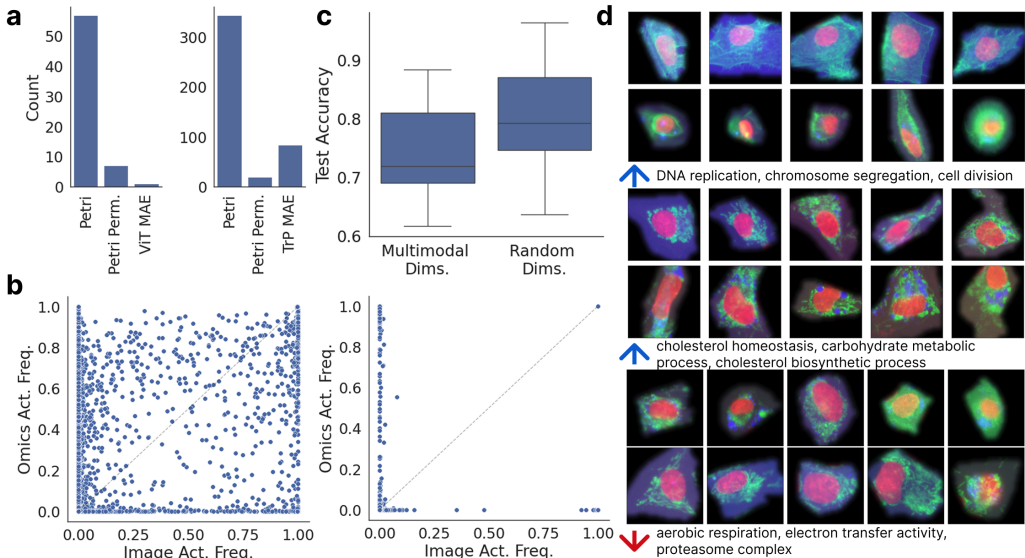 a
Count
50
40
30
20
10
0
Petri
Petri Perm.
ViT MAE
300
200
100
0
Petri
Petri Perm.
TrP MAE
c
Test Accuracy
0.9
0.8
0.7
0.6
Multimodal
Dims.
Random
Dims.
b
Omics Act. Freq.
1.0
0.8
0.6
0.4
0.2
0.0
0.00
0.25
0.50
0.75
1.00
Image Act. Freq.
Omics Act. Freq.
1.0
0.8
0.6
0.4
0.2
0.0
0.00
0.25
0.50
0.75
1.00
Image Act. Freq.
d
DNA replication, chromosome segregation, cell division
cholesterol homeostasis, carbohydrate metabolic
process, cholesterol biosynthetic process
aerobic respiration, electron transfer activity,
proteasome complex